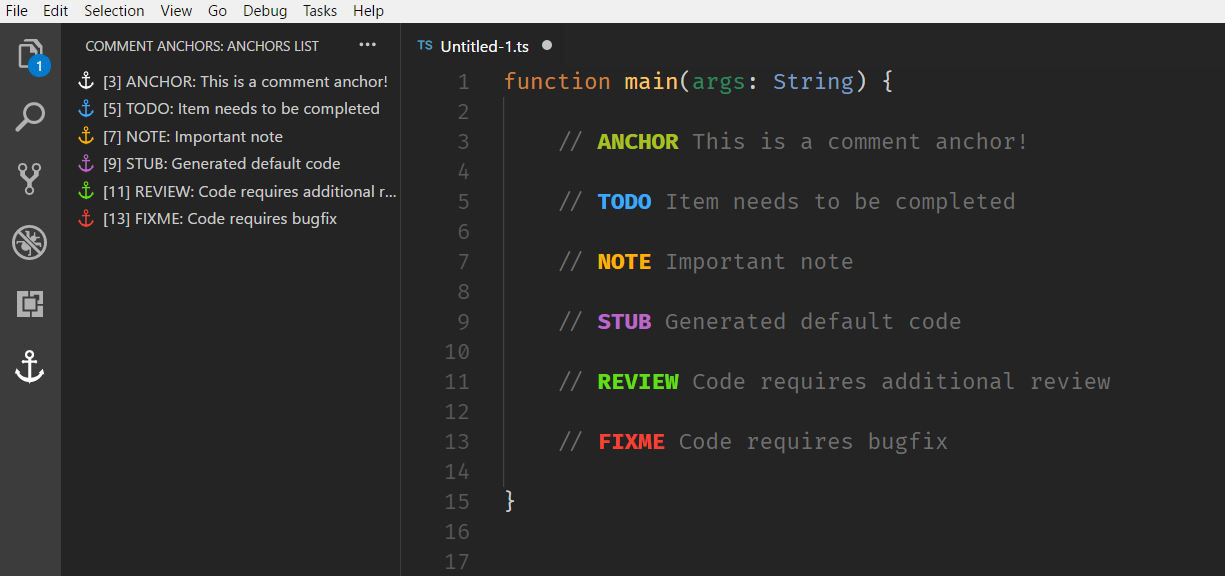 File Edit Selection View Go Debug Tasks Help
COMMENT ANCHORS: ANCHORS LIST ···
1
[3] ANCHOR: This is a comment anchor!
[5] TODO: Item needs to be completed
[7] NOTE: Important note
[9] STUB: Generated default code
[11] REVIEW: Code requires additional r...
[13] FIXME: Code requires bugfix
TS Untitled-1.ts ●
1 function main(args: String) {
2
3 // ANCHOR This is a comment anchor!
4
5 // TODO Item needs to be completed
6
7 // NOTE Important note
8
9 // STUB Generated default code
10
11 // REVIEW Code requires additional review
12
13 // FIXME Code requires bugfix
14
15 }
16
17